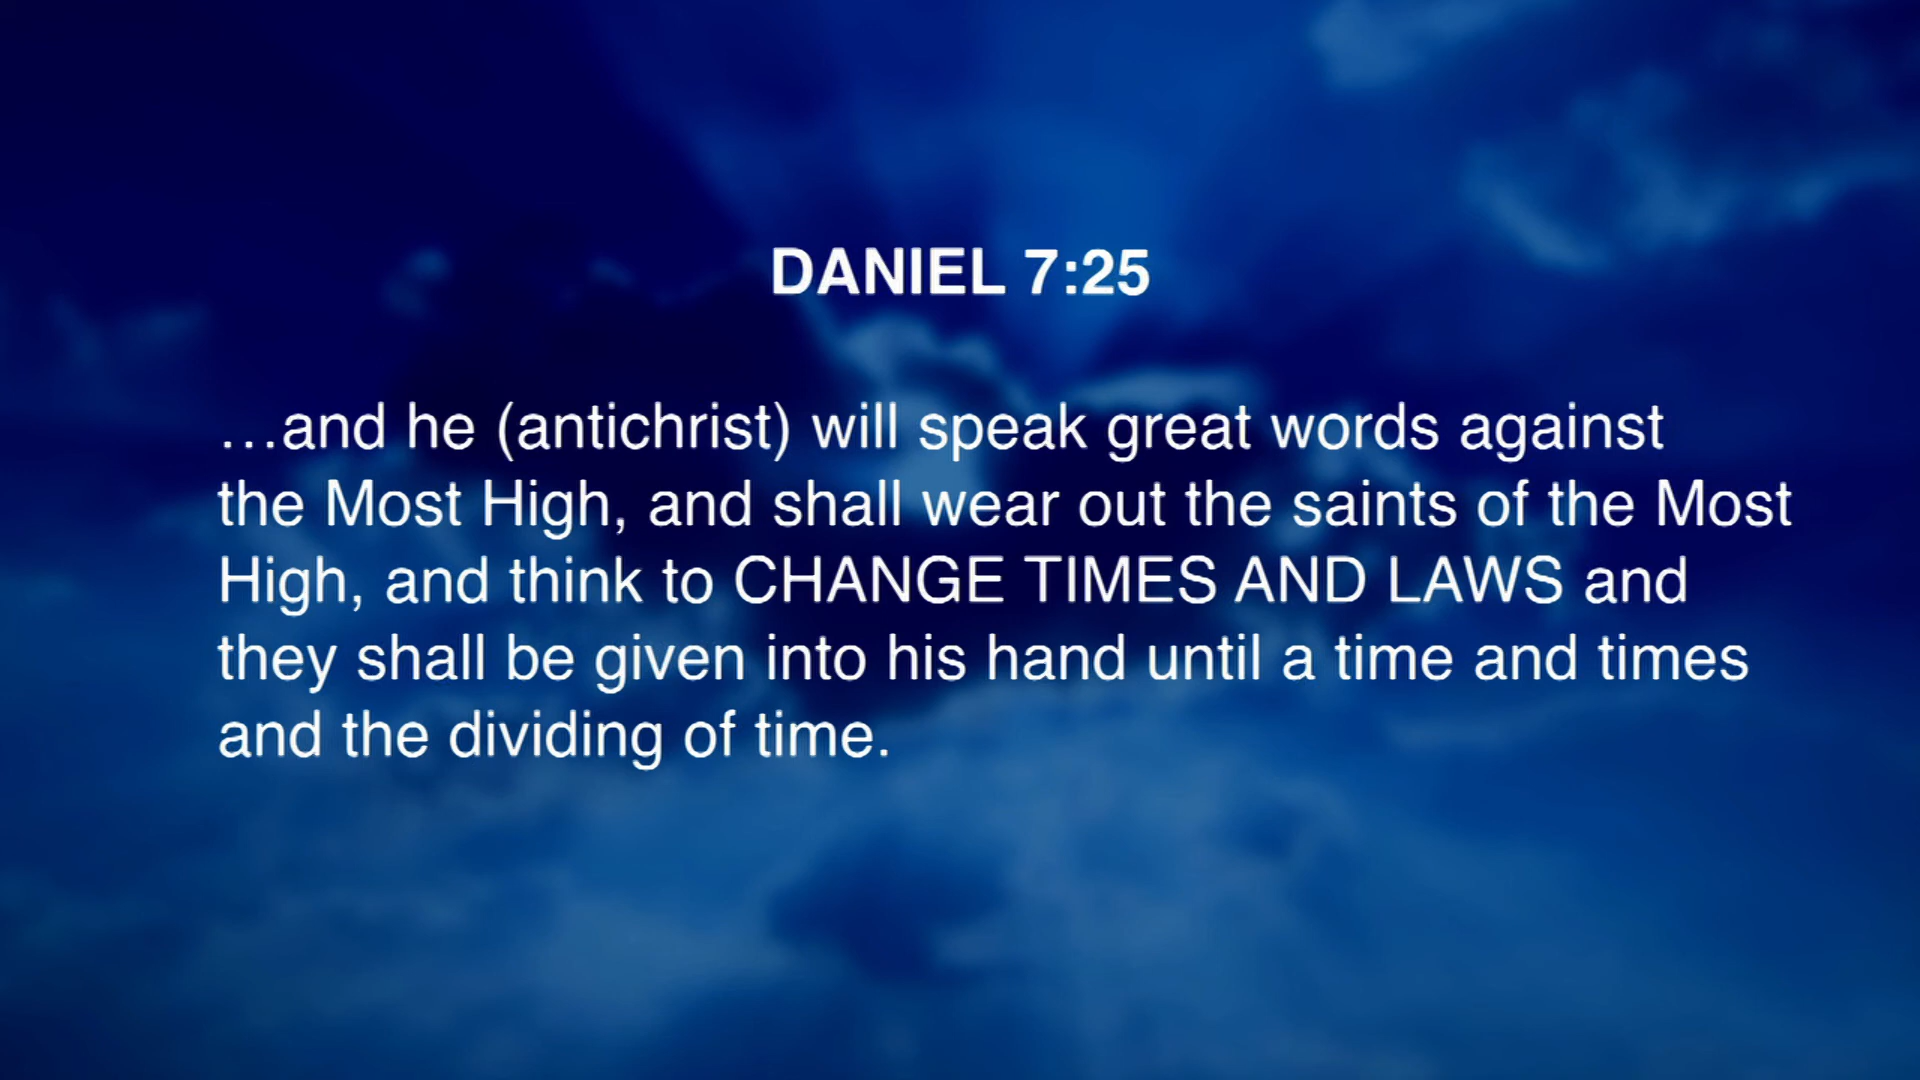 DANIEL 7:25
…and he (antichrist) will speak great words against
the Most High, and shall wear out the saints of the Most
High, and think to CHANGE TIMES AND LAWS and
they shall be given into his hand until a time and times
and the dividing of time.